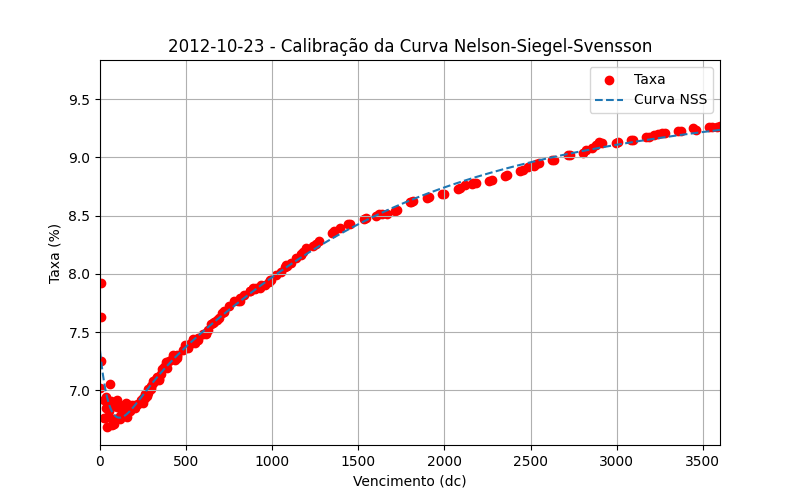 2012-10-23 - Calibração da Curva Nelson-Siegel-Svensson
Taxa
Curva NSS
Taxa (%)
9.5
9.0
8.5
8.0
7.5
7.0
0 500 1000 1500 2000 2500 3000 3500
Vencimento (dc)